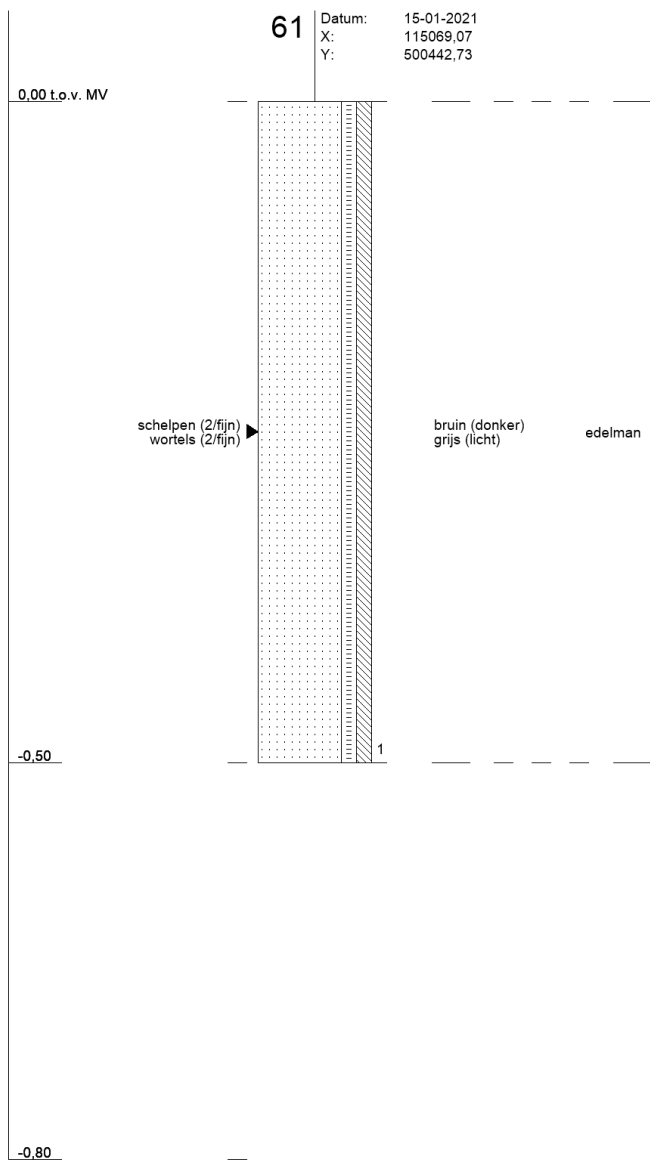 61
Datum: 15-01-2021
X: 115069,07
Y: 500442,73
0,00 t.o.v. MV
schelpen (2/fijn)
wortels (2/fijn)
bruin (donker)
grijs (licht)
edelman
1
-0,50
-0,80